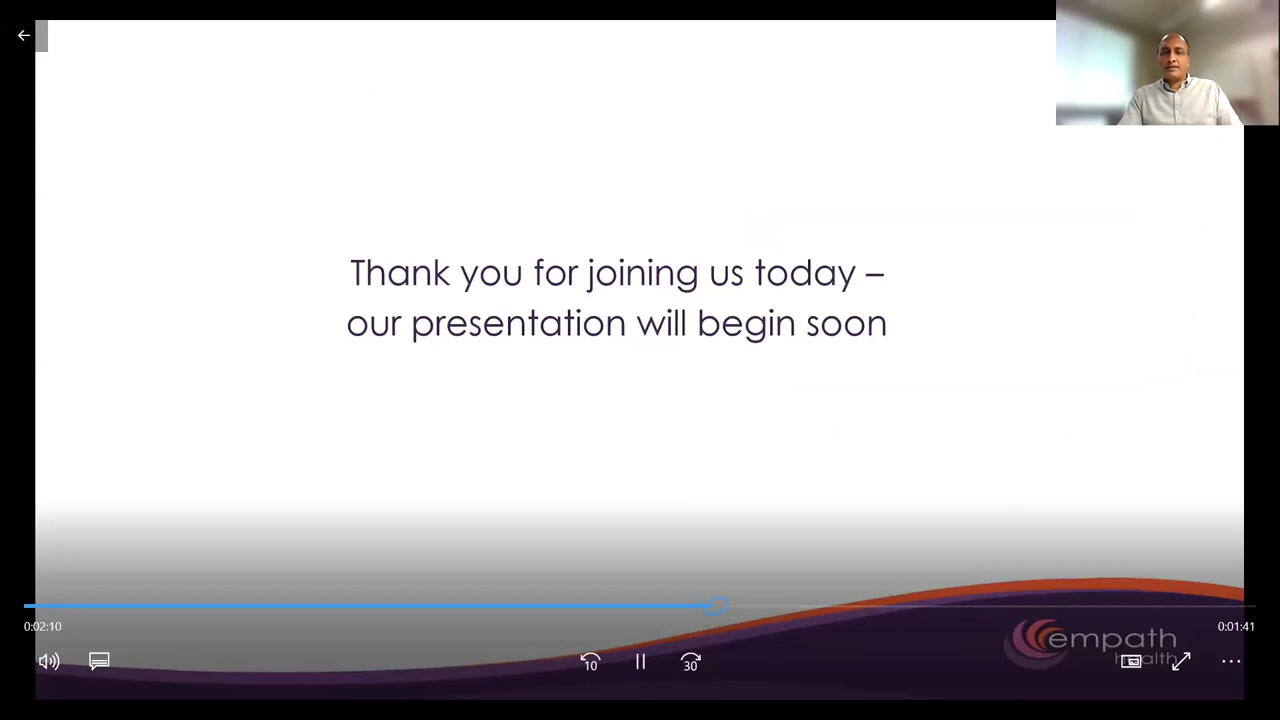 Thank you for joining us today –
our presentation will begin soon
0:02:10
0:01:41
10
30
empath
health